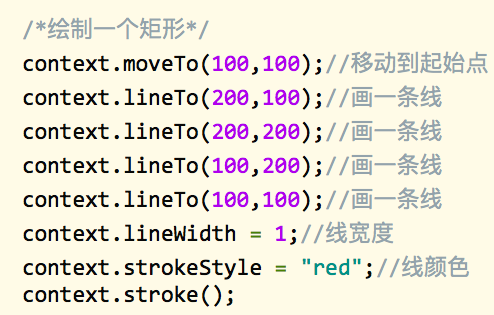 /*绘制一个矩形*/
context.moveTo(100,100);//移动到起始点
context.lineTo(200,100);//画一条线
context.lineTo(200,200);//画一条线
context.lineTo(100,200);//画一条线
context.lineTo(100,100);//画一条线
context.lineWidth = 1;//线宽度
context.strokeStyle = "red";//线颜色
context.stroke();